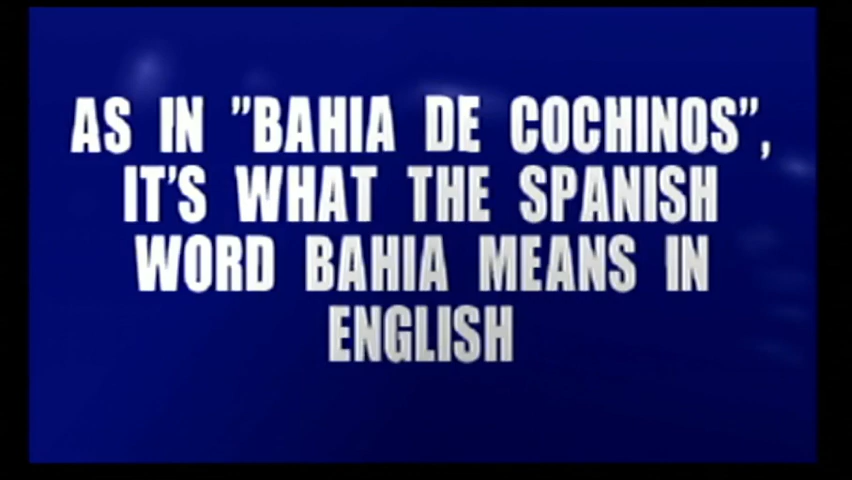 AS IN "BAHIA DE COCHINOS",
IT'S WHAT THE SPANISH
WORD BAHIA MEANS IN
ENGLISH